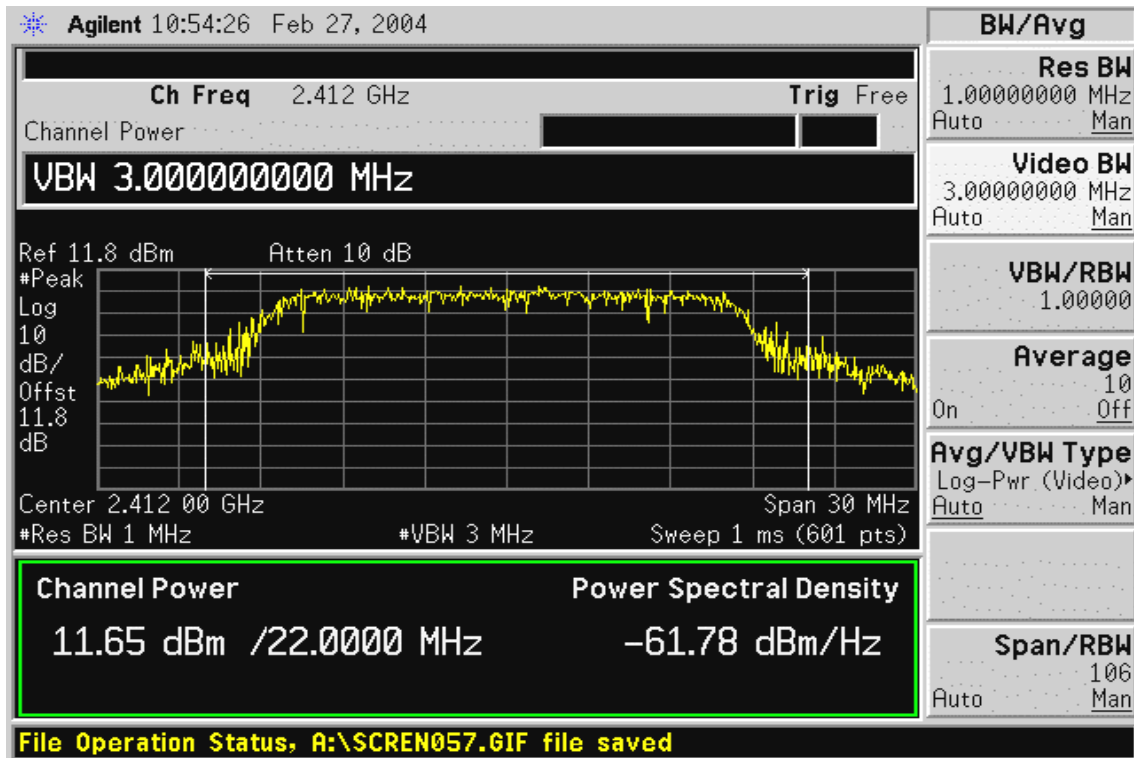 Agilent 10:54:26 Feb 27, 2004
Ch Freq 2.412 GHz Trig Free
Channel Power
VBW 3.000000000 MHz
Ref 11.8 dBm Atten 10 dB
#Peak
Log
10
dB/
Offst
11.8
dB
Center 2.412 00 GHz Span 30 MHz
#Res BW 1 MHz #VBW 3 MHz Sweep 1 ms (601 pts)
Channel Power Power Spectral Density
11.65 dBm /22.0000 MHz -61.78 dBm/Hz
File Operation Status, A:\SCREN057.GIF file saved
BW/Avg
Res BW
1.00000000 MHz
Auto Man
Video BW
3.00000000 MHz
Auto Man
VBW/RBW
1.00000
Average
10
On Off
Avg/VBW Type
Log-Pwr (Video)▸
Auto Man
Span/RBW
106
Auto Man